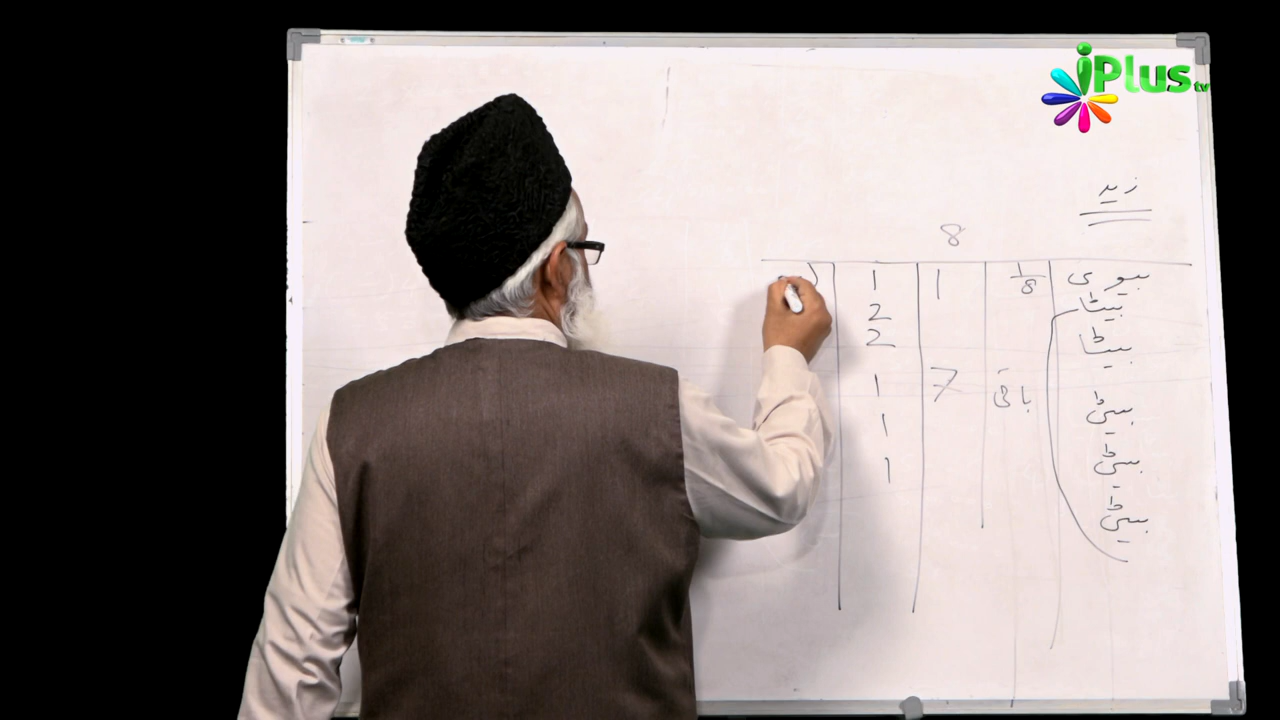 iPlus tv
زید
8
بیوی 1/8 1 1
بیٹا 2
بیٹا 2
بیٹی باقی 7 1
بیٹی 1
بیٹی 1